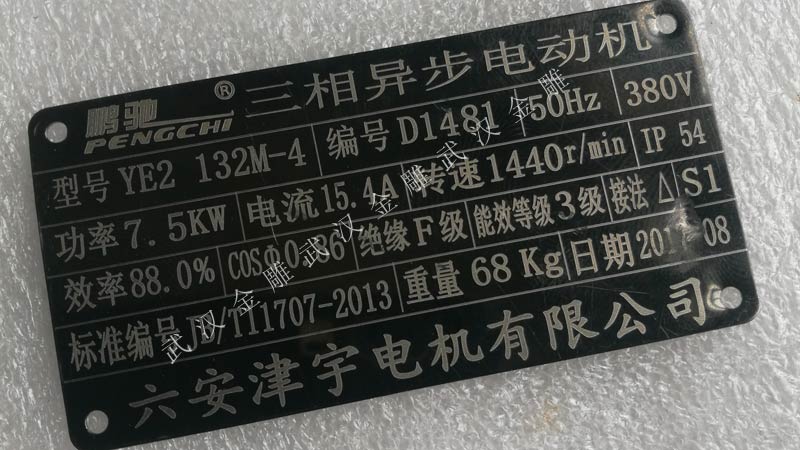 鹏驰 PENGCHI ® 三相异步电动机
型号 YE2 132M-4 编号 D1481 50Hz 380V
功率 7.5KW 电流 15.4A 转速 1440r/min IP 54
效率 88.0% COSΦ 绝缘 F 级 能效等级 3 级 接法 △ S1
标准编号 /T11707-2013 重量 68 Kg 日期
六安津宇电机有限公司
武汉金雕武汉金雕武汉金雕